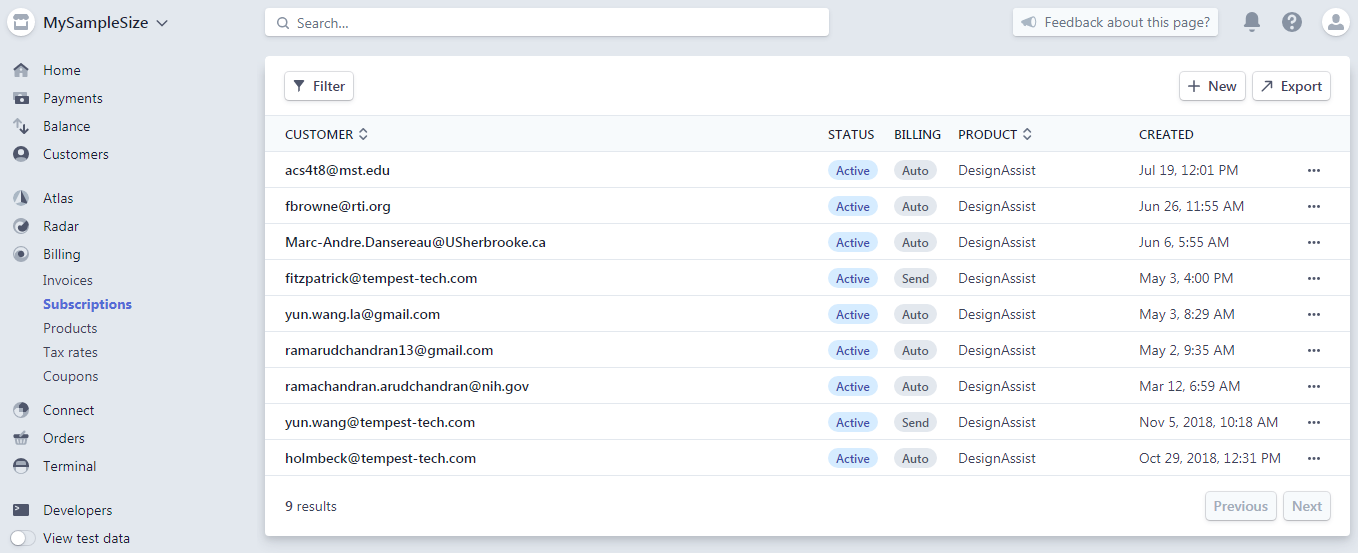 MySampleSize
Search...
Feedback about this page?
Home
Payments
Balance
Customers
Atlas
Radar
Billing
Invoices
Subscriptions
Products
Tax rates
Coupons
Connect
Orders
Terminal
Developers
View test data
Filter
New
Export
CUSTOMER STATUS BILLING PRODUCT CREATED
acs4t8@mst.edu Active Auto DesignAssist Jul 19, 12:01 PM
fbrowne@rti.org Active Auto DesignAssist Jun 26, 11:55 AM
Marc-Andre.Dansereau@USherbrooke.ca Active Auto DesignAssist Jun 6, 5:55 AM
fitzpatrick@tempest-tech.com Active Send DesignAssist May 3, 4:00 PM
yun.wang.la@gmail.com Active Auto DesignAssist May 3, 8:29 AM
ramarudchandran13@gmail.com Active Auto DesignAssist May 2, 9:35 AM
ramachandran.arudchandran@nih.gov Active Auto DesignAssist Mar 12, 6:59 AM
yun.wang@tempest-tech.com Active Send DesignAssist Nov 5, 2018, 10:18 AM
holmbeck@tempest-tech.com Active Auto DesignAssist Oct 29, 2018, 12:31 PM
9 results
Previous
Next